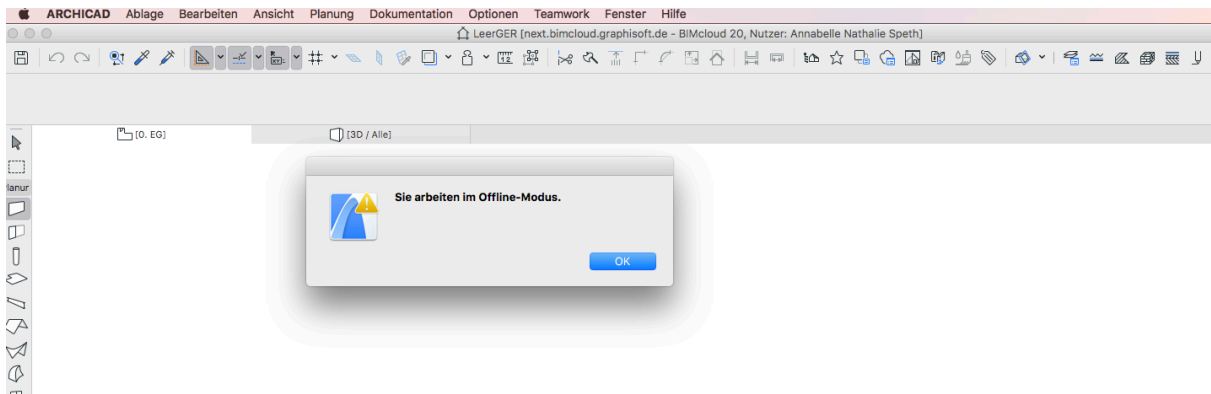 ARCHICAD Ablage Bearbeiten Ansicht Planung Dokumentation Optionen Teamwork Fenster Hilfe
LeerGER [next.bimcloud.graphisoft.de - BIMcloud 20, Nutzer: Annabelle Nathalie Speth]
[0. EG] [3D / Alle]
lanur
Sie arbeiten im Offline-Modus.
OK